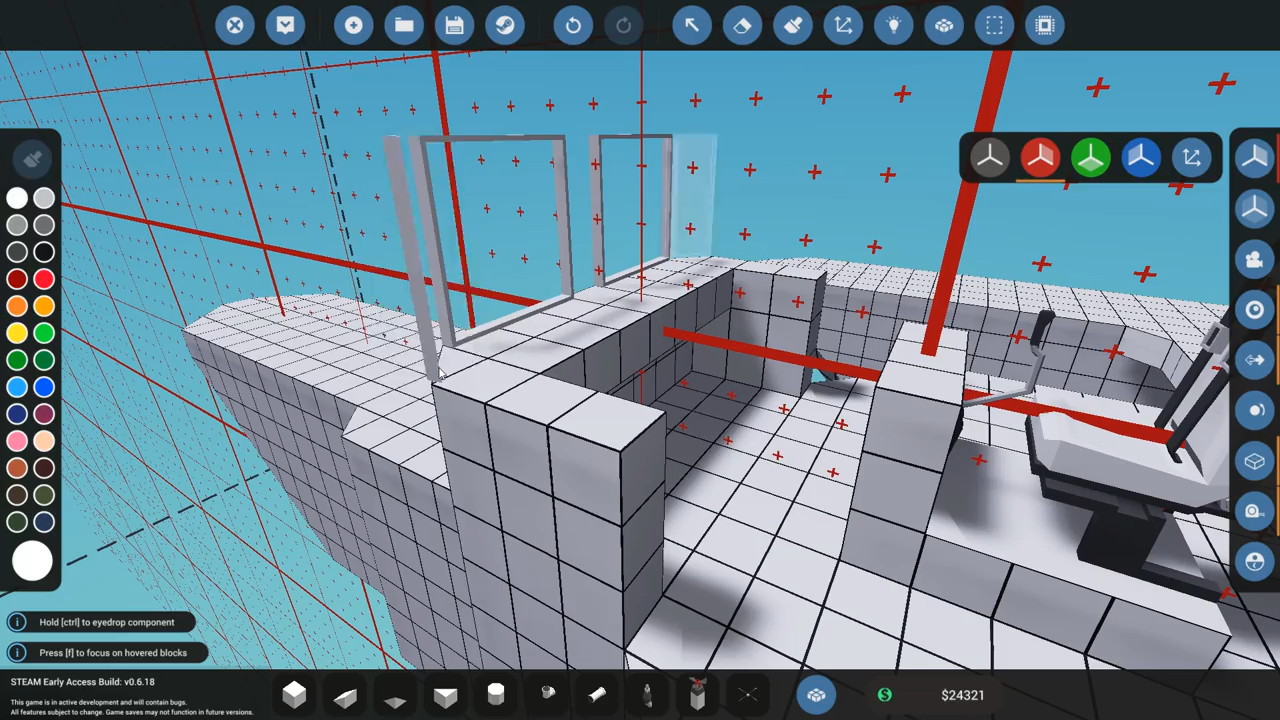 Hold [ctrl] to eyedrop component
Press [f] to focus on hovered blocks
STEAM Early Access Build: v0.6.18
This game is in active development and will contain bugs.
All features subject to change. Game saves may not function in future versions.
$ $24321